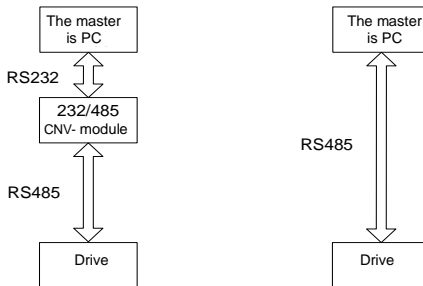 The master
is PC
RS232
232/485
CNV- module
RS485
Drive
The master
is PC
RS485
Drive